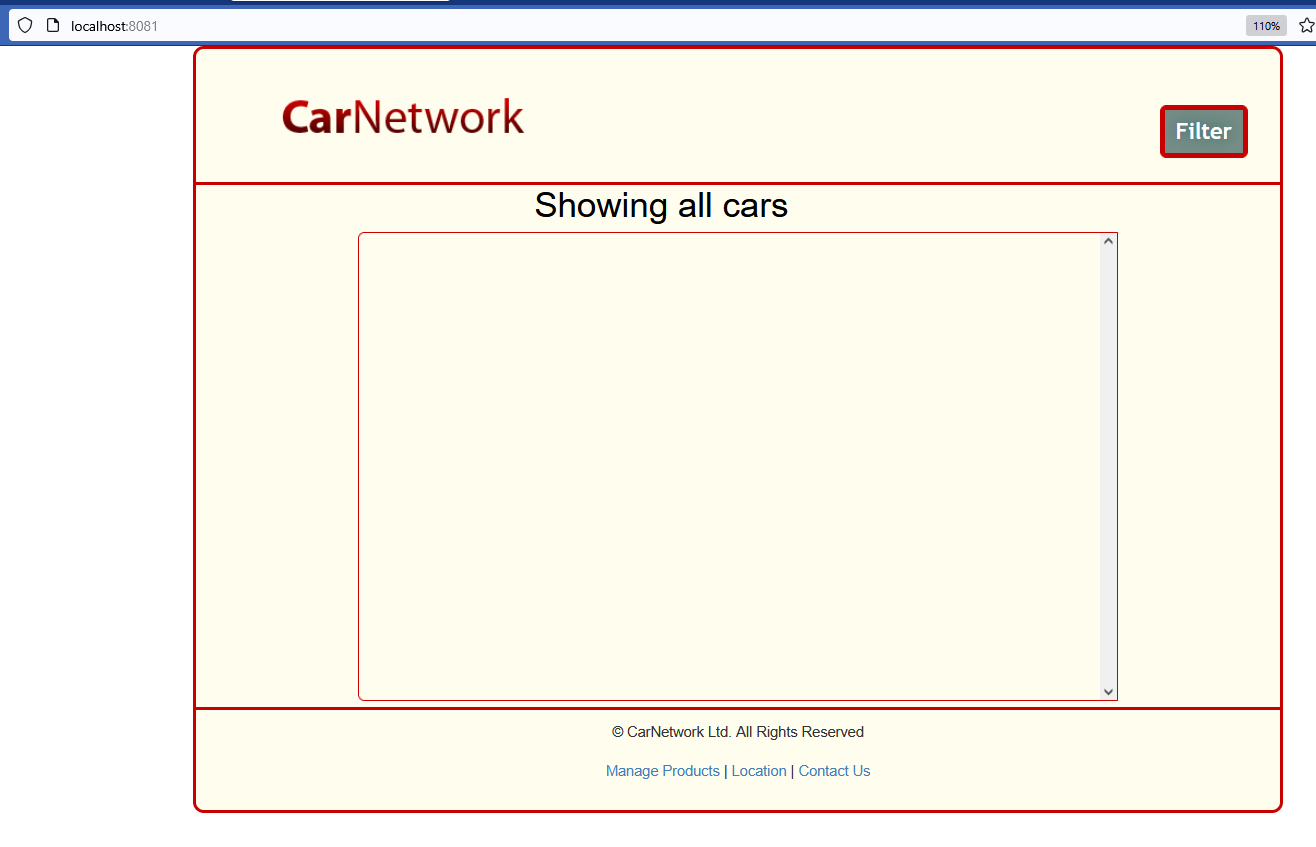 localhost:8081
110%
CarNetwork
Filter
Showing all cars
© CarNetwork Ltd. All Rights Reserved
Manage Products | Location | Contact Us